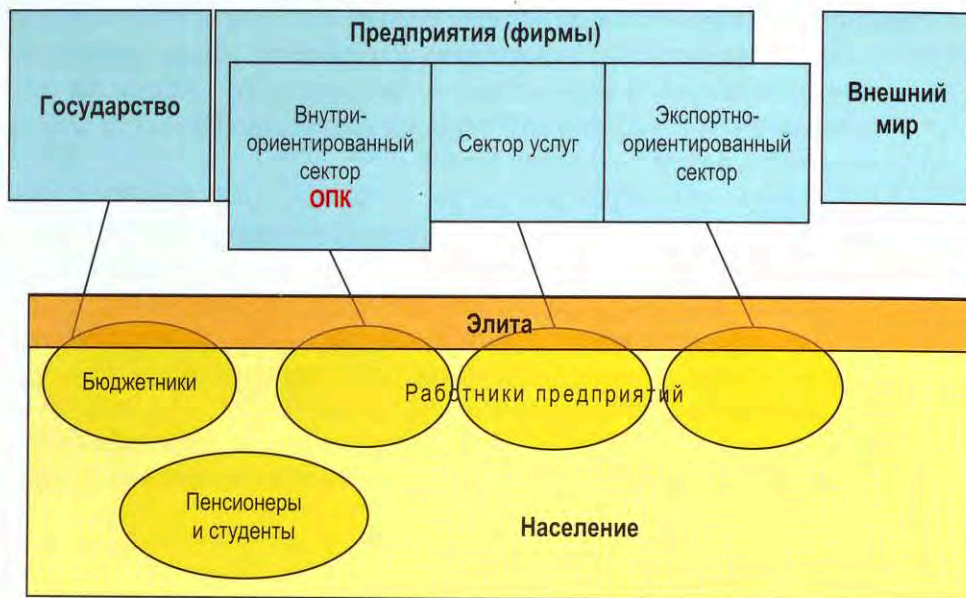 Предприятия (фирмы)
Государство
Внутри-
ориентированный
сектор
ОПК
Сектор услуг
Экспортно-
ориентированный
сектор
Внешний
мир
Элита
Бюджетники
Работники предприятий
Пенсионеры
и студенты
Население